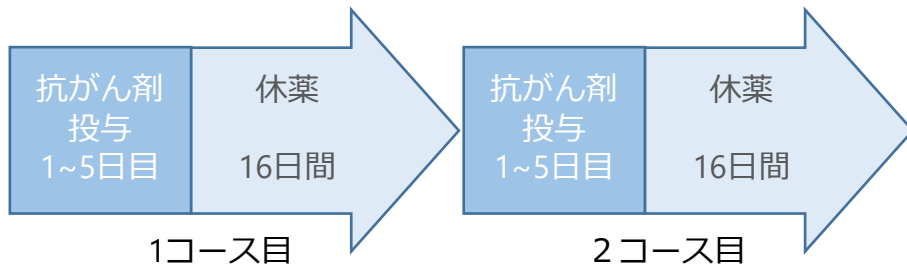 抗がん剤
投与
1~5日目
休薬
16日間
抗がん剤
投与
1~5日目
休薬
16日間
1コース目
２コース目